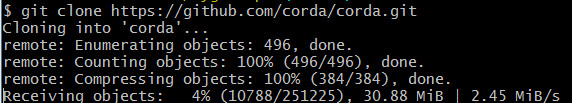 $ git clone https://github.com/corda/corda.git
Cloning into 'corda'...
remote: Enumerating objects: 496, done.
remote: Counting objects: 100% (496/496), done.
remote: Compressing objects: 100% (384/384), done.
Receiving objects:   4% (10788/251225), 30.88 MiB | 2.45 MiB/s